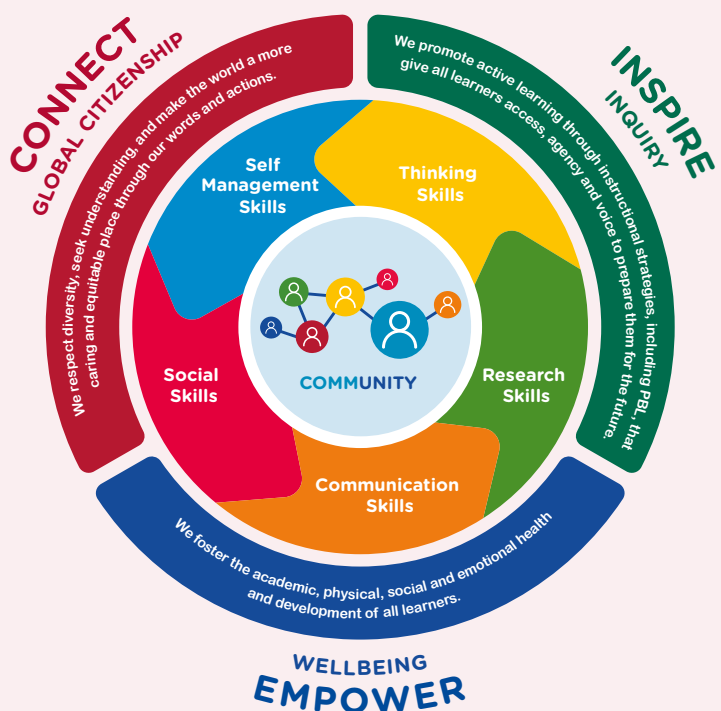 CONNECT
GLOBAL CITIZENSHIP
We respect diversity, seek understanding, and make the world a more
caring and equitable place through our words and actions.
INSPIRE
INQUIRY
We promote active learning through instructional strategies, including PBL, that
give all learners access, agency and voice to prepare them for the future.
Self
Management
Skills
Thinking
Skills
Social
Skills
Research
Skills
Communication
Skills
COMMUNITY
We foster the academic, physical, social and emotional health
and development of all learners.
WELLBEING
EMPOWER